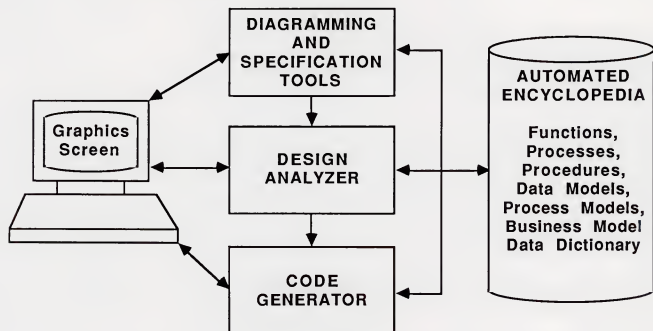 DIAGRAMMING
AND
SPECIFICATION
TOOLS
Graphics
Screen
DESIGN
ANALYZER
CODE
GENERATOR
AUTOMATED
ENCYCLOPEDIA
Functions,
Processes,
Procedures,
Data Models,
Process Models,
Business Model
Data Dictionary